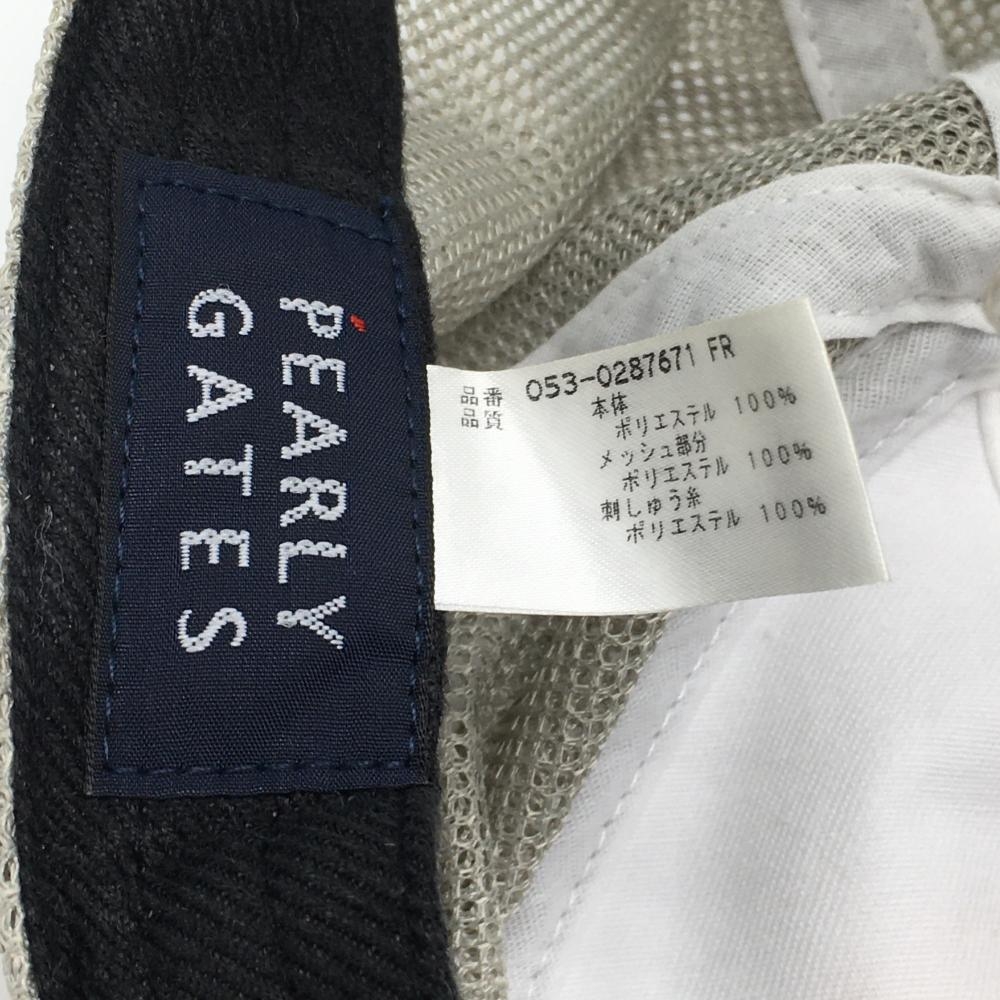 PEARLY
GATES
品番 053-0287671 FR
品質 本体
ポリエステル 100%
メッシュ部分
ポリエステル 100%
刺しゅう糸
ポリエステル 100%